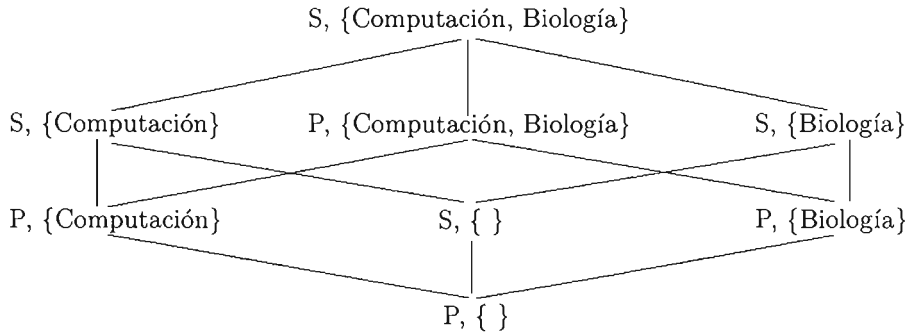 S, {Computación, Biología}
S, {Computación} P, {Computación, Biología} S, {Biología}
P, {Computación} S, { } P, {Biología}
P, { }